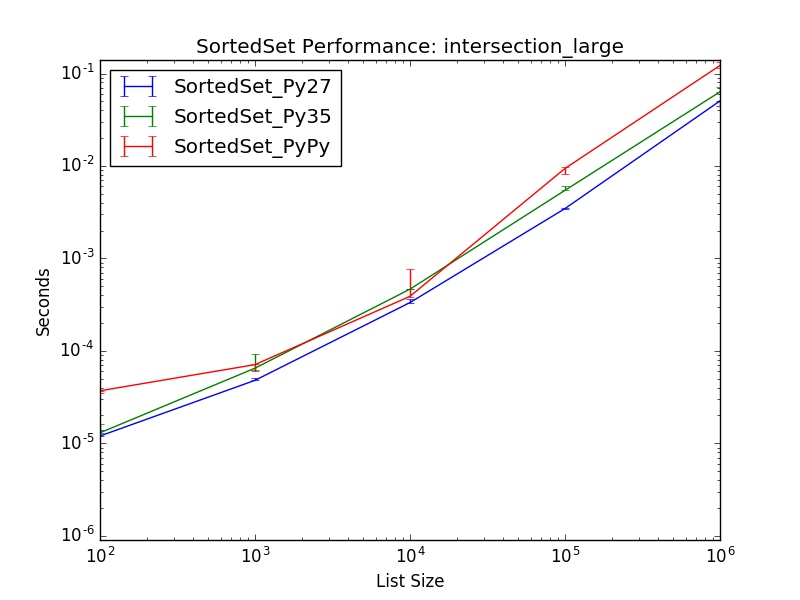 SortedSet Performance: intersection_large
SortedSet_Py27
SortedSet_Py35
SortedSet_PyPy
Seconds
10^-1
10^-2
10^-3
10^-4
10^-5
10^-6
10^2 10^3 10^4 10^5 10^6
List Size